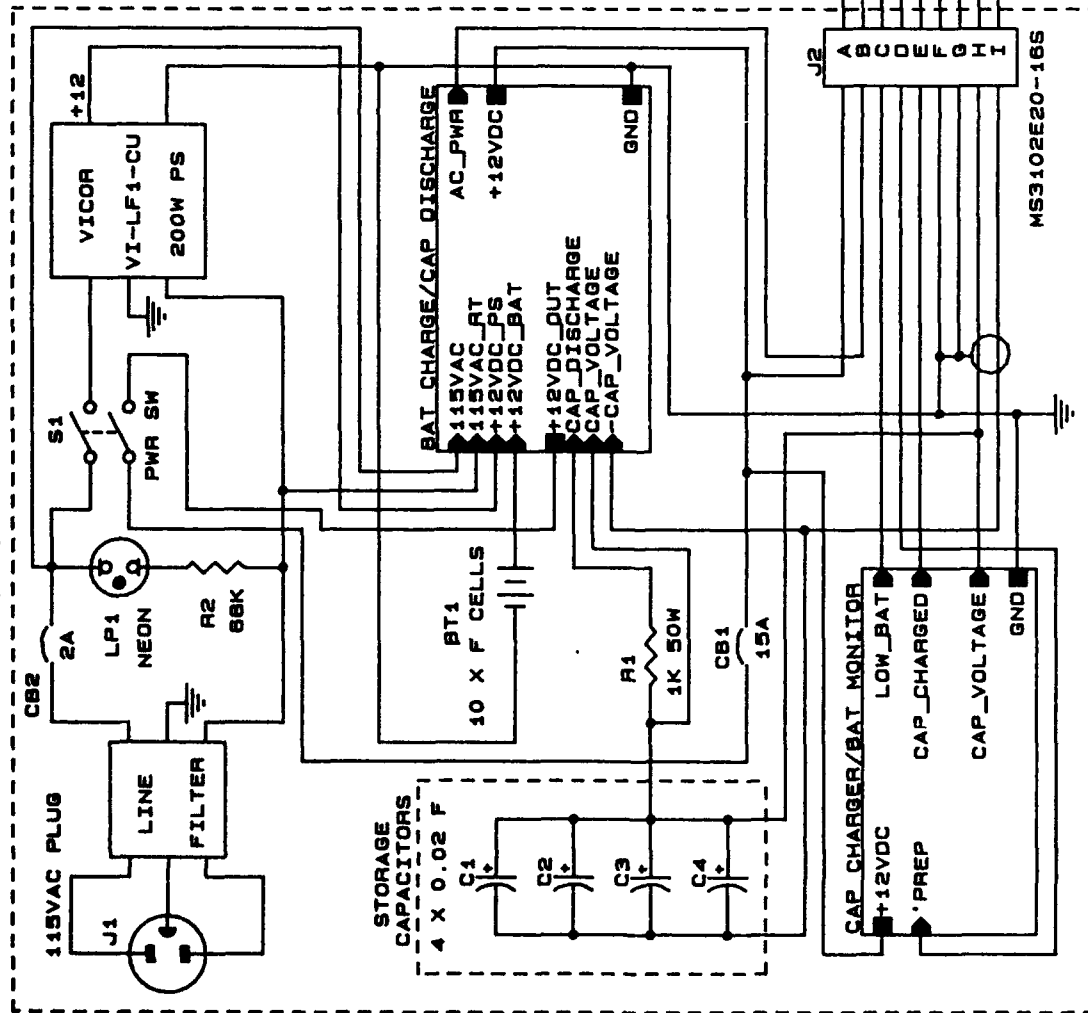 115VAC PLUG
J1
LINE
FILTER
CB2
2A
LP1
NEON
R2
68K
S1
PWR SW
+12
VICOR
VI-LF1-CU
200W PS
BAT CHARGE/CAP DISCHARGE
115VAC
115VAC_RT
+12VDC_PS
+12VDC_BAT
+12VDC_OUT
CAP_DISCHARGE
CAP_VOLTAGE
-CAP_VOLTAGE
AC_PWR
+12VDC
GND
BT1
10 X F CELLS
R1
1K 50W
CB1
15A
STORAGE
CAPACITORS
4 X 0.02 F
C1
+
C2
+
C3
+
C4
+
CAP CHARGER/BAT MONITOR
+12VDC
'PREP
LOW_BAT
CAP_CHARGED
CAP_VOLTAGE
GND
J2
A
B
C
D
E
F
G
H
I
MS3102E20-16S